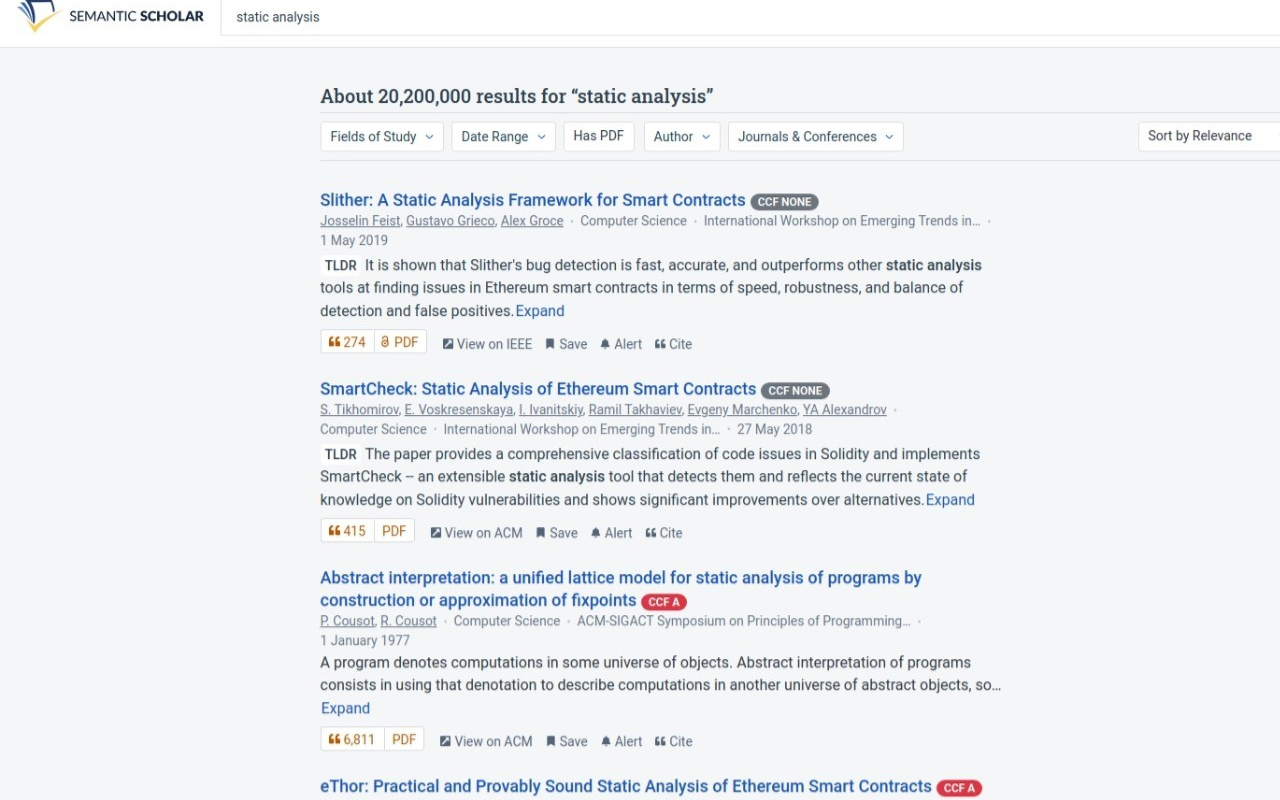 SEMANTIC SCHOLAR
static analysis
About 20,200,000 results for “static analysis”
Fields of Study
Date Range
Has PDF
Author
Journals & Conferences
Sort by Relevance
Slither: A Static Analysis Framework for Smart Contracts CCF NONE
Josselin Feist, Gustavo Grieco, Alex Groce · Computer Science · International Workshop on Emerging Trends in… ·
1 May 2019
TLDR It is shown that Slither's bug detection is fast, accurate, and outperforms other static analysis
tools at finding issues in Ethereum smart contracts in terms of speed, robustness, and balance of
detection and false positives. Expand
274 PDF View on IEEE Save Alert Cite
SmartCheck: Static Analysis of Ethereum Smart Contracts CCF NONE
S. Tikhomirov, E. Voskresenskaya, I. Ivanitskiy, Ramil Takhaviev, Evgeny Marchenko, YA Alexandrov ·
Computer Science · International Workshop on Emerging Trends in… · 27 May 2018
TLDR The paper provides a comprehensive classification of code issues in Solidity and implements
SmartCheck -- an extensible static analysis tool that detects them and reflects the current state of
knowledge on Solidity vulnerabilities and shows significant improvements over alternatives. Expand
415 PDF View on ACM Save Alert Cite
Abstract interpretation: a unified lattice model for static analysis of programs by
construction or approximation of fixpoints CCF A
P. Cousot, R. Cousot · Computer Science · ACM-SIGACT Symposium on Principles of Programming… ·
1 January 1977
A program denotes computations in some universe of objects. Abstract interpretation of programs
consists in using that denotation to describe computations in another universe of abstract objects, so…
Expand
6,811 PDF View on ACM Save Alert Cite
eThor: Practical and Provably Sound Static Analysis of Ethereum Smart Contracts CCF A